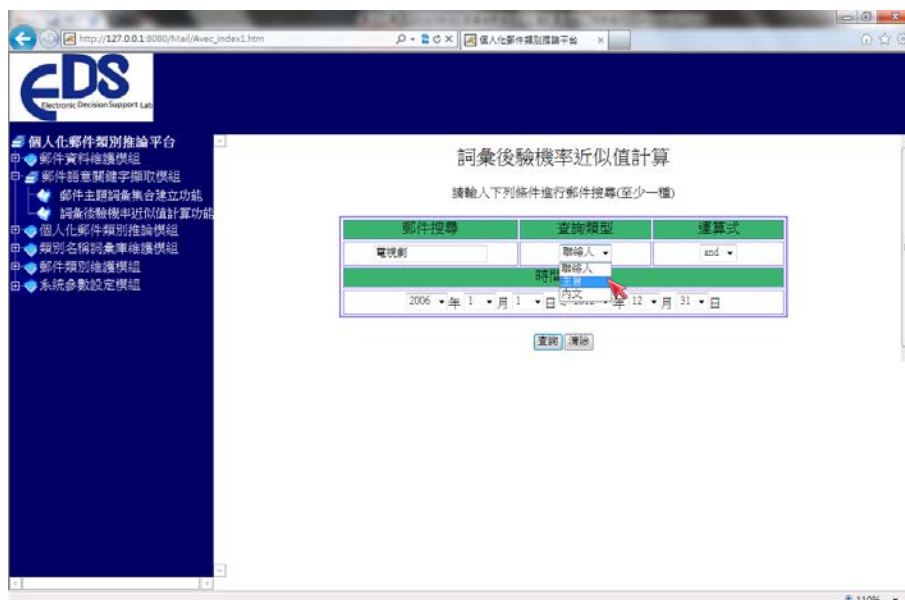 http://127.0.0.1:8080/Mail/Avec_index1.htm
個人化郵件類別推論平台
EDS
Electronic Decision Support Lab
個人化郵件類別推論平台
郵件資料維護模組
郵件語意關鍵字擷取模組
郵件主題詞彙集合建立功能
詞彙後驗機率近似值計算功能
個人化郵件類別推論模組
類別名稱詞彙庫維護模組
郵件類別維護模組
系統參數設定模組
詞彙後驗機率近似值計算
請輸入下列條件進行郵件搜尋(至少一種)
郵件搜尋 查詢類型 運算式
電視劇 聯絡人 and
聯絡人
主旨
內文
時間
2006 年 1 月 1 日 ~ 2012 年 12 月 31 日
查詢 清除
110%